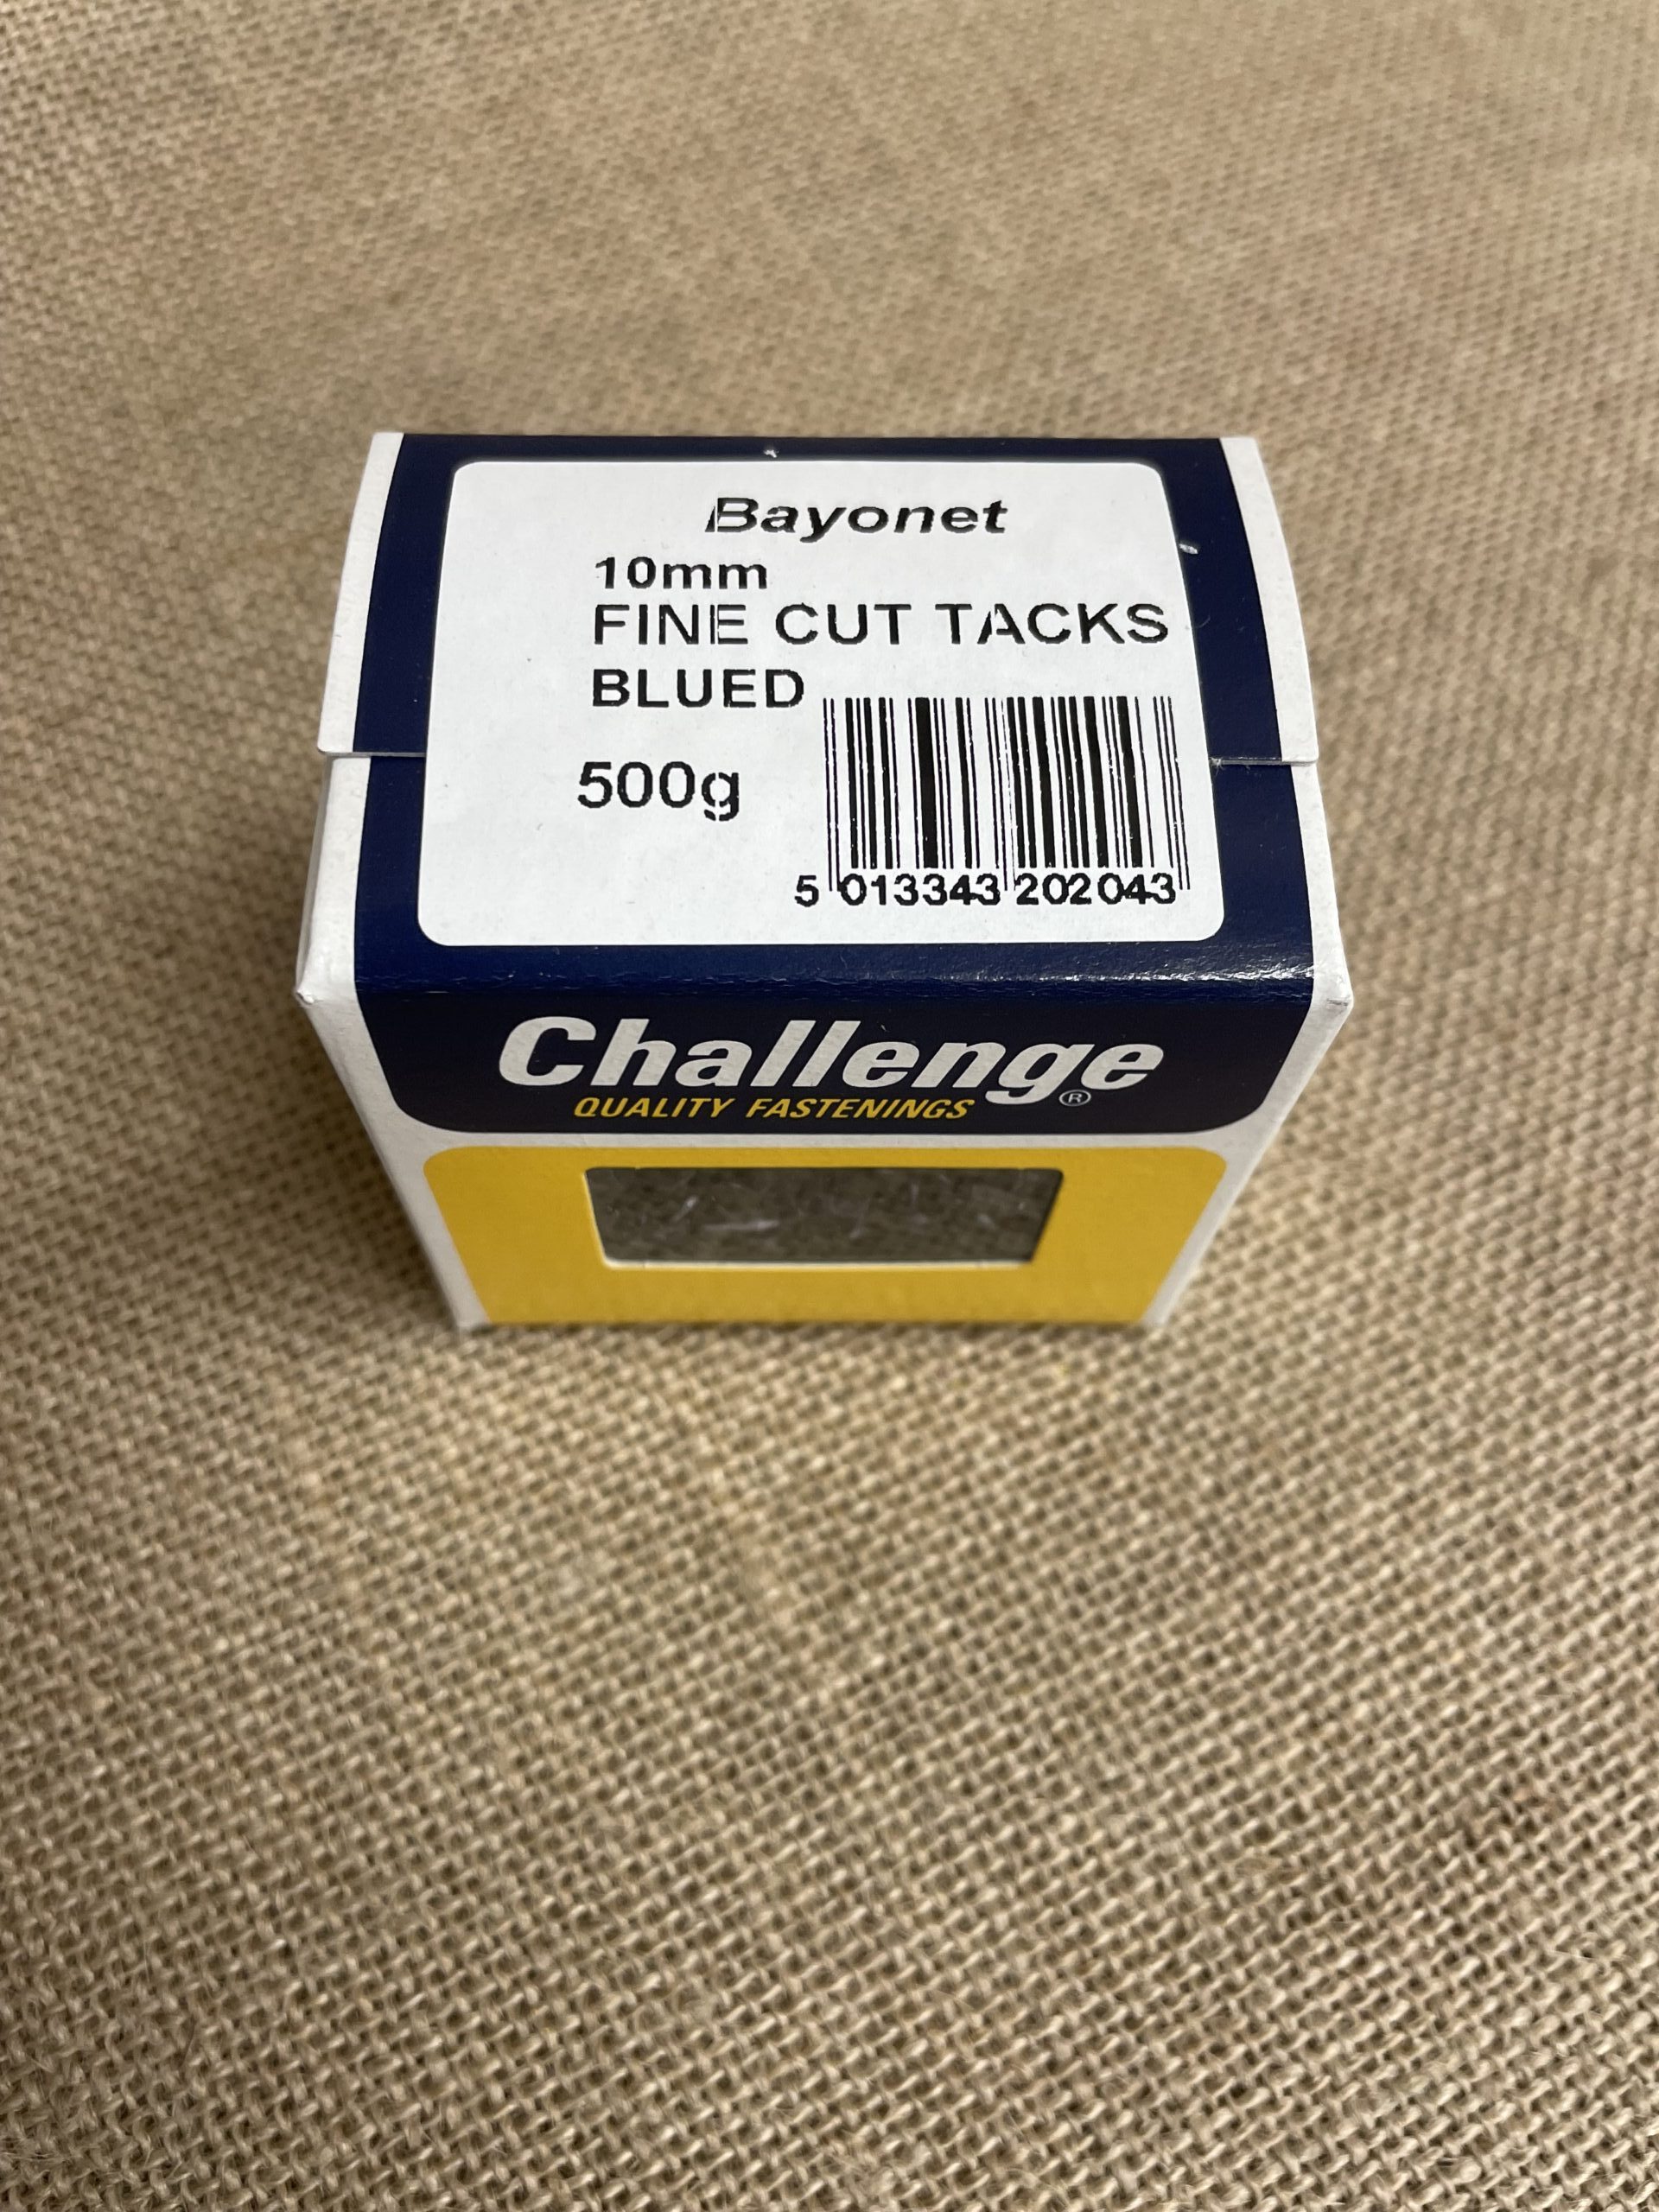 Bayonet
10mm
FINE CUT TACKS
BLUED
500g
5 013343 202043
Challenge®
QUALITY FASTENINGS